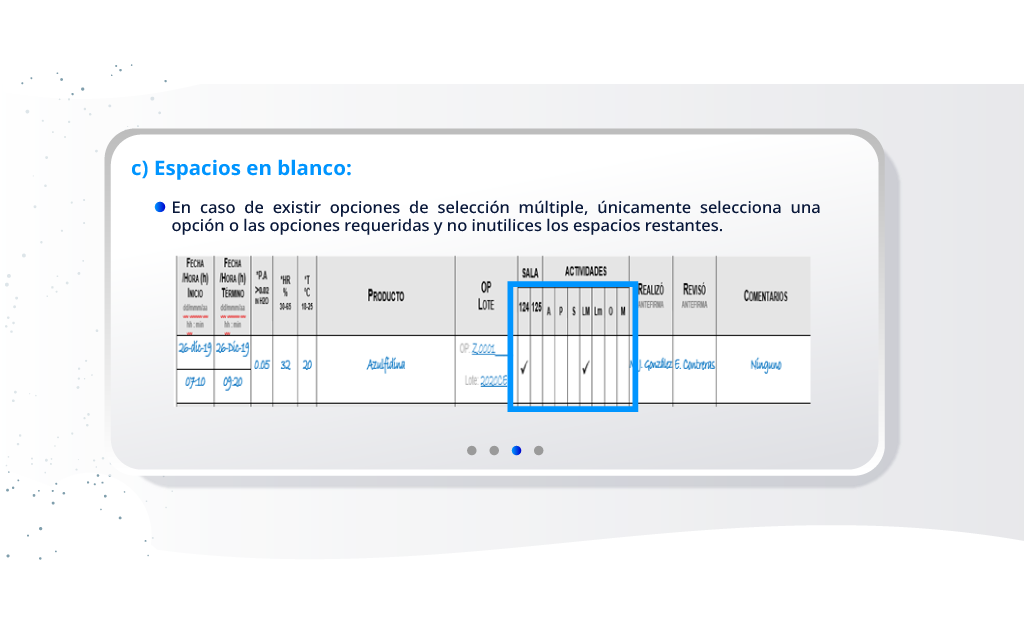 c) Espacios en blanco:
En caso de existir opciones de selección múltiple, únicamente selecciona una
opción o las opciones requeridas y no inutilices los espacios restantes.
FECHA /HORA (h) INICIO dd/mmm/aa hh : min
FECHA /HORA (h) TÉRMINO dd/mmm/aa hh : min
°P.A >0.02 IN H2O
°HR % 30-65
°T °C 18-25
PRODUCTO
OP LOTE
SALA
124 125
ACTIVIDADES
A P S LM Lm O M
REALIZÓ ANTEFIRMA
REVISÓ ANTEFIRMA
COMENTARIOS
26-dic-19 26-Dic-19
07:10 09:20
0.05 32 20 Azulfidina
OP: Z0001
Lote: 2020CE
✓ ✓
J. González E. Contreras Ninguno